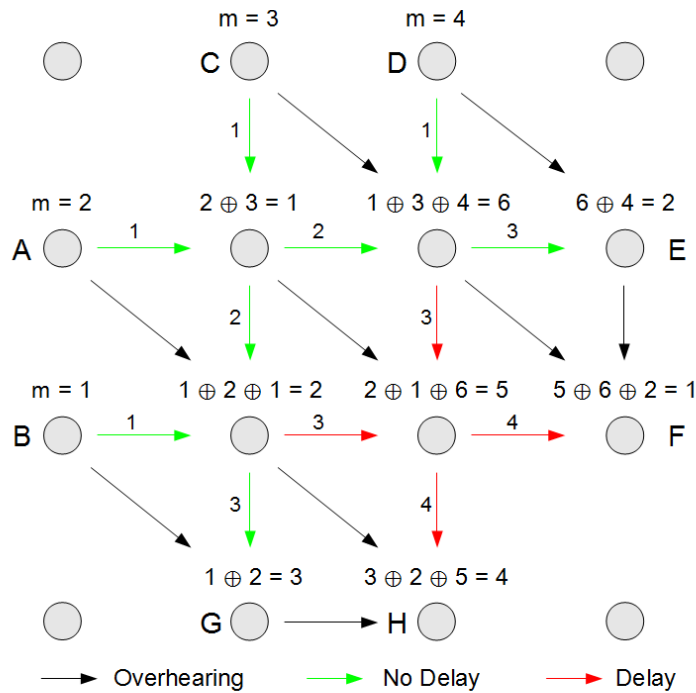 m = 3 m = 4
C D
1 1
m = 2 2 ⊕ 3 = 1 1 ⊕ 3 ⊕ 4 = 6 6 ⊕ 4 = 2
1 2 3
A E
2 3
m = 1 1 ⊕ 2 ⊕ 1 = 2 2 ⊕ 1 ⊕ 6 = 5 5 ⊕ 6 ⊕ 2 = 1
1 3 4
B F
3 4
1 ⊕ 2 = 3 3 ⊕ 2 ⊕ 5 = 4
G H
Overhearing No Delay Delay